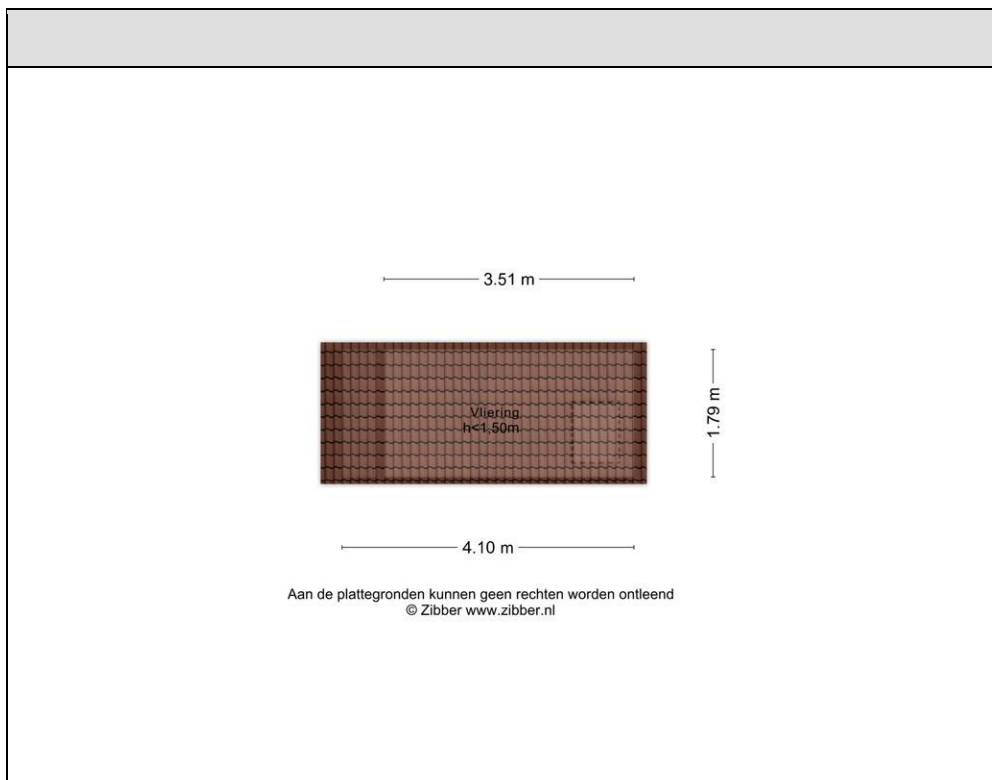 3.51 m
Vliering
h<1,50m
1.79 m
4.10 m
Aan de plattegronden kunnen geen rechten worden ontleend
© Zibber www.zibber.nl